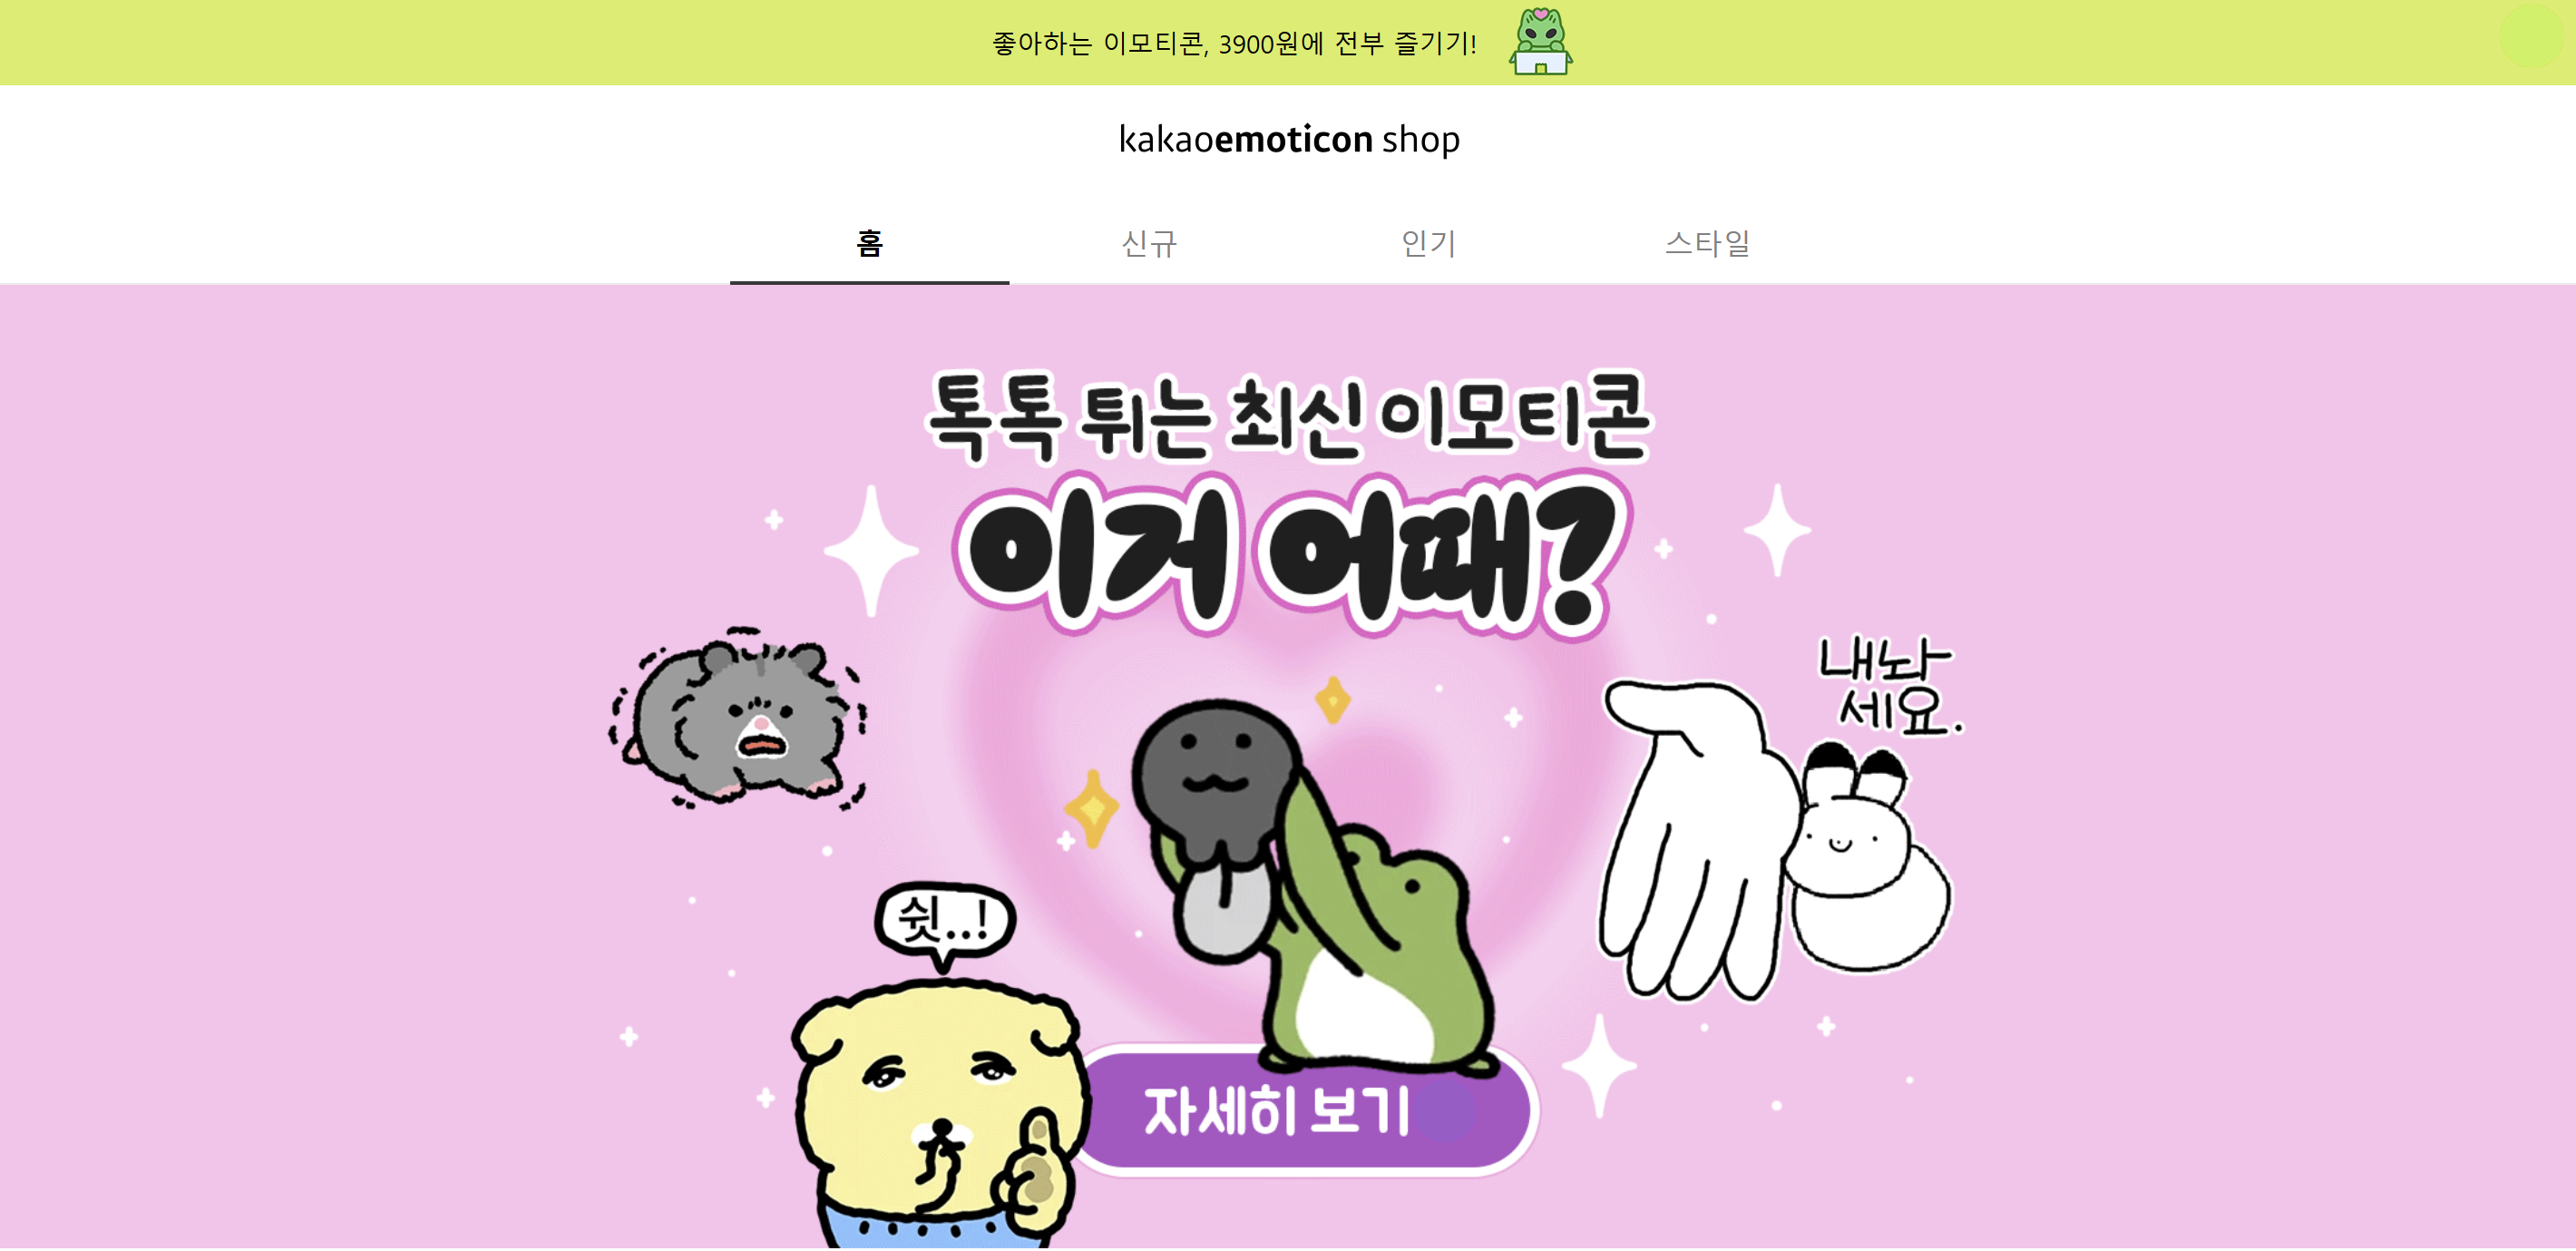 좋아하는 이모티콘, 3900원에 전부 즐기기!
kakaoemoticon shop
홈 신규 인기 스타일
톡톡 튀는 최신 이모티콘
이거 어때?
내놔
세요.
쉿..!
자세히 보기